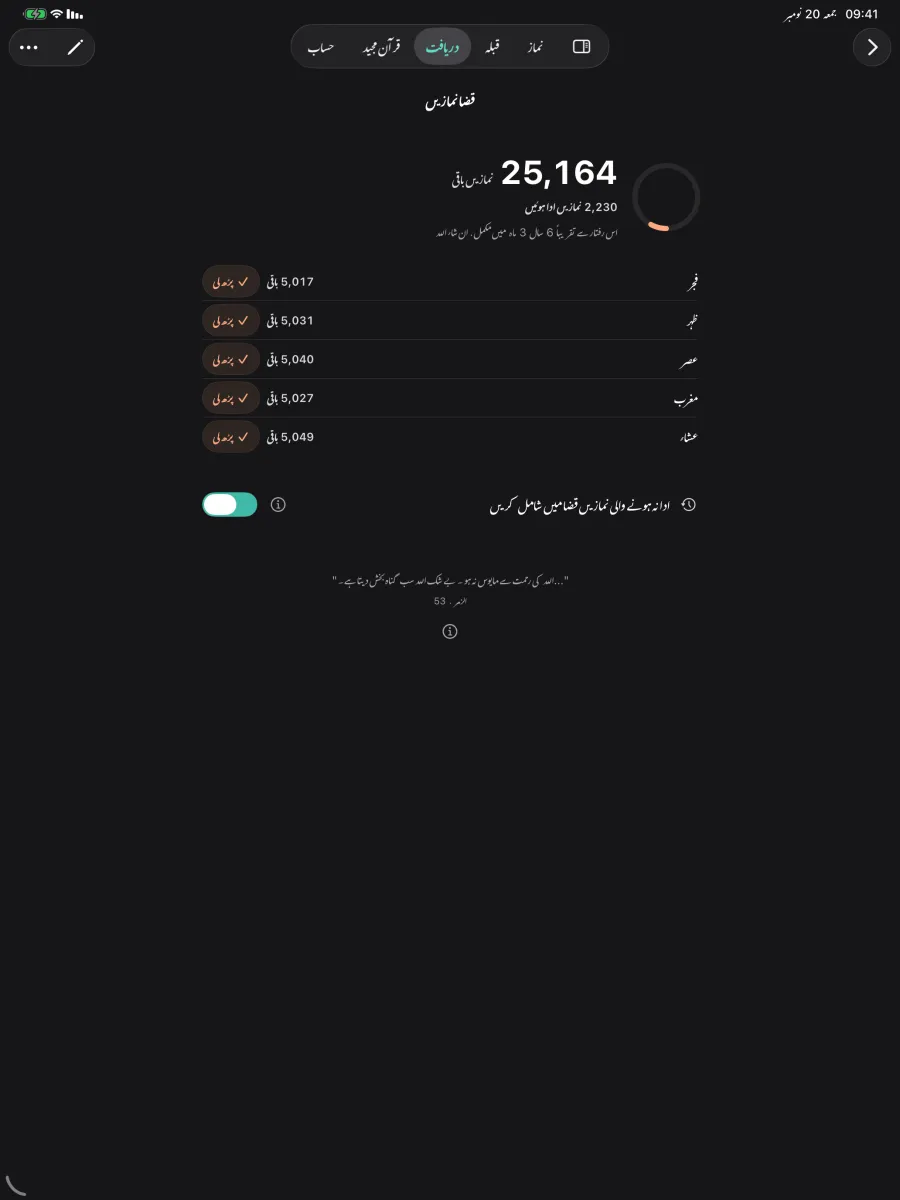 09:41 جمعہ 20 نومبر
نماز قبلہ دریافت قرآن مجید حساب
قضا نمازیں
25,164 نمازیں باقی
2,230 نمازیں ادا ہوئیں
اس رفتار سے تقریباً 6 سال 3 ماہ میں مکمل، ان شاء اللہ
فجر 5,017 باقی پڑھ لی
ظہر 5,031 باقی پڑھ لی
عصر 5,040 باقی پڑھ لی
مغرب 5,027 باقی پڑھ لی
عشاء 5,049 باقی پڑھ لی
ادا نہ ہونے والی نمازیں قضا میں شامل کریں
"...اللہ کی رحمت سے مایوس نہ ہو۔ بے شک اللہ سب گناہ بخش دیتا ہے۔"
الزمر، 53